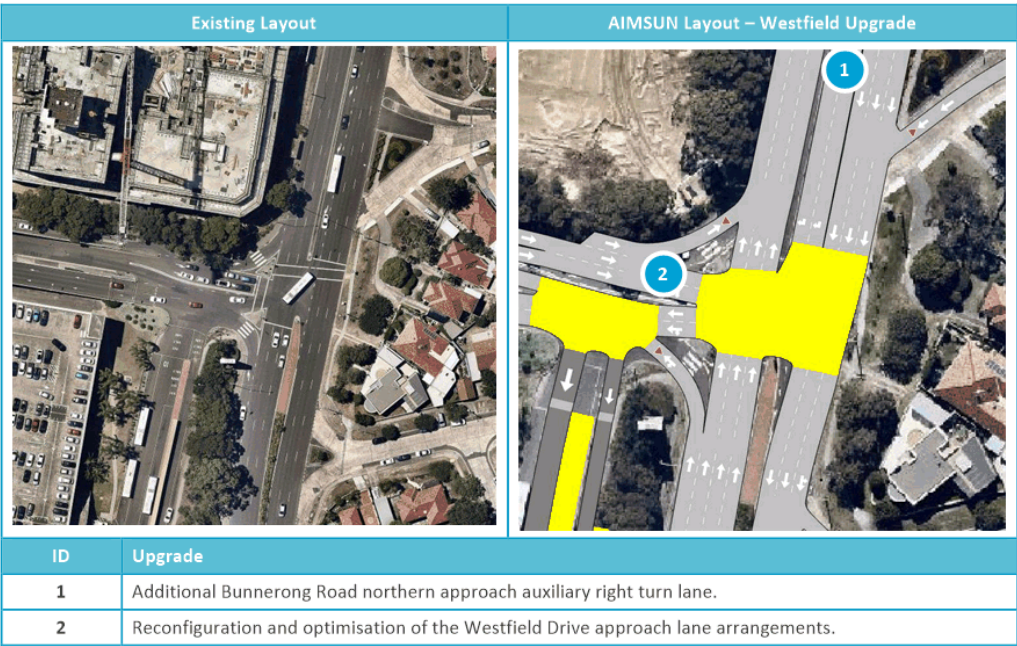 Existing Layout
AIMSUN Layout – Westfield Upgrade
1
2
ID
Upgrade
1
Additional Bunnerong Road northern approach auxiliary right turn lane.
2
Reconfiguration and optimisation of the Westfield Drive approach lane arrangements.